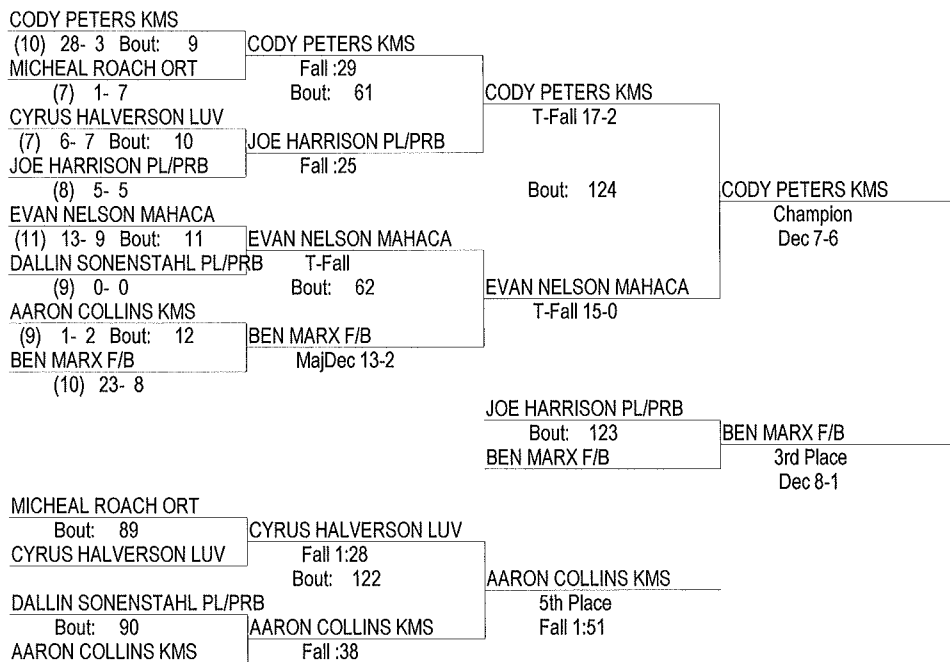 CODY PETERS KMS
(10) 28- 3 Bout: 9
MICHEAL ROACH ORT
(7) 1- 7
CYRUS HALVERSON LUV
(7) 6- 7 Bout: 10
JOE HARRISON PL/PRB
(8) 5- 5
EVAN NELSON MAHACA
(11) 13- 9 Bout: 11
DALLIN SONENSTAHL PL/PRB
(9) 0- 0
AARON COLLINS KMS
(9) 1- 2 Bout: 12
BEN MARX F/B
(10) 23- 8
CODY PETERS KMS
Fall :29
Bout: 61
JOE HARRISON PL/PRB
Fall :25
EVAN NELSON MAHACA
T-Fall
Bout: 62
BEN MARX F/B
MajDec 13-2
CODY PETERS KMS
T-Fall 17-2
Bout: 124
EVAN NELSON MAHACA
T-Fall 15-0
CODY PETERS KMS
Champion
Dec 7-6
JOE HARRISON PL/PRB
Bout: 123
BEN MARX F/B
BEN MARX F/B
3rd Place
Dec 8-1
MICHEAL ROACH ORT
Bout: 89
CYRUS HALVERSON LUV
DALLIN SONENSTAHL PL/PRB
Bout: 90
AARON COLLINS KMS
CYRUS HALVERSON LUV
Fall 1:28
Bout: 122
AARON COLLINS KMS
Fall :38
AARON COLLINS KMS
5th Place
Fall 1:51